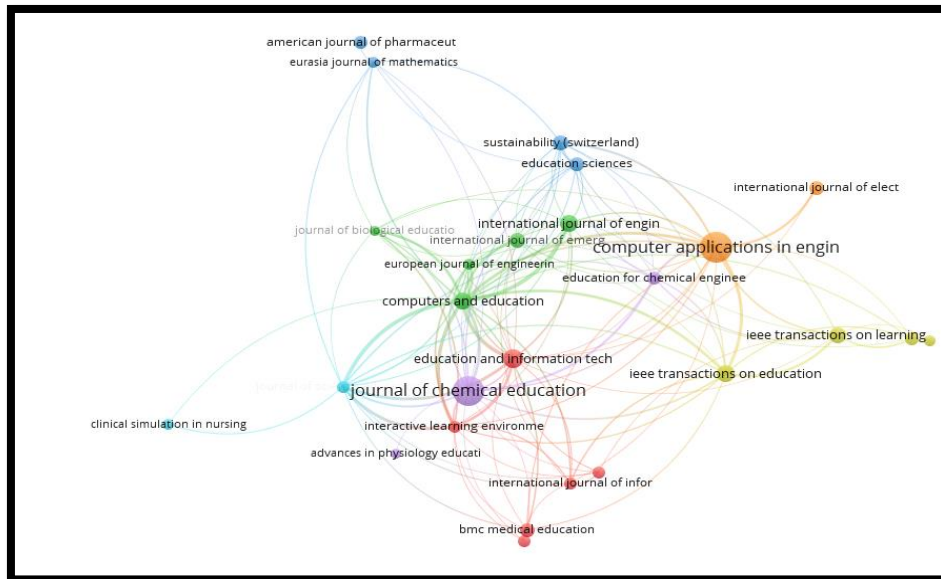 american journal of pharmaceut
eurasia journal of mathematics
sustainability (switzerland)
education sciences
international journal of elect
international journal of engin
journal of biological educatio
international journal of emerg
computer applications in engin
european journal of engineerin
education for chemical enginee
computers and education
ieee transactions on learning
education and information tech
ieee transactions on education
journal of chemical education
clinical simulation in nursing
interactive learning environme
advances in physiology educati
international journal of infor
bmc medical education